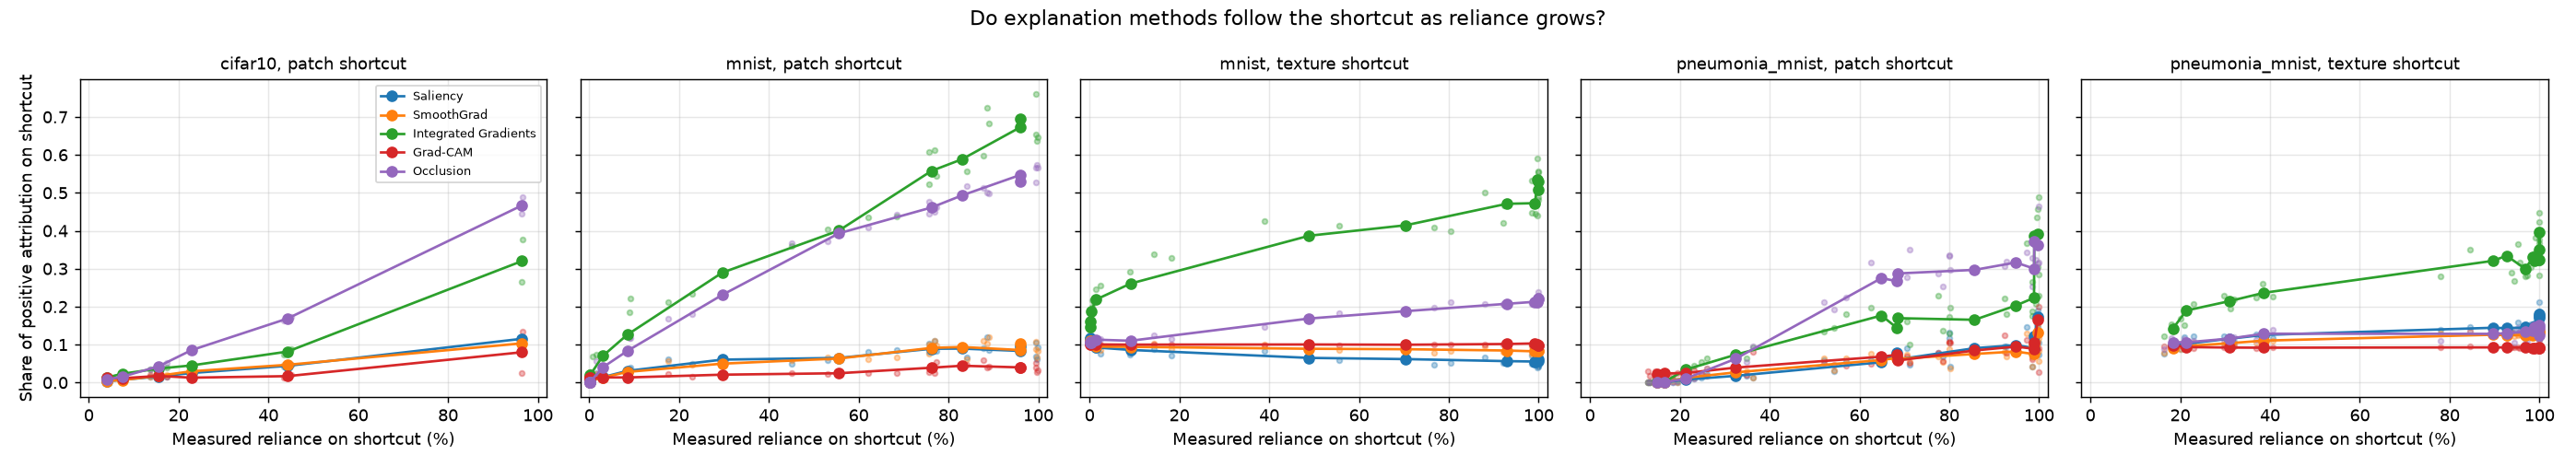 Do explanation methods follow the shortcut as reliance grows?
cifar10, patch shortcut
mnist, patch shortcut
mnist, texture shortcut
pneumonia_mnist, patch shortcut
pneumonia_mnist, texture shortcut
Share of positive attribution on shortcut
0.7
0.6
0.5
0.4
0.3
0.2
0.1
0.0
Saliency
SmoothGrad
Integrated Gradients
Grad-CAM
Occlusion
0 20 40 60 80 100
0 20 40 60 80 100
0 20 40 60 80 100
0 20 40 60 80 100
0 20 40 60 80 100
Measured reliance on shortcut (%)
Measured reliance on shortcut (%)
Measured reliance on shortcut (%)
Measured reliance on shortcut (%)
Measured reliance on shortcut (%)